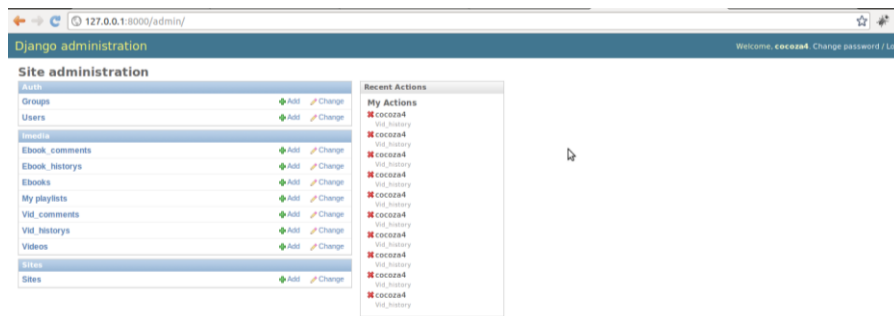 127.0.0.1:8000/admin/
Django administration
Welcome, cocoza4. Change password /
Site administration
Auth
Groups Add Change
Users Add Change
Imedia
Ebook_comments Add Change
Ebook_historys Add Change
Ebooks Add Change
My playlists Add Change
Vid_comments Add Change
Vid_historys Add Change
Videos Add Change
Sites
Sites Add Change
Recent Actions
My Actions
cocoza4
Vid_history
cocoza4
Vid_history
cocoza4
Vid_history
cocoza4
Vid_history
cocoza4
Vid_history
cocoza4
Vid_history
cocoza4
Vid_history
cocoza4
Vid_history
cocoza4
Vid_history
cocoza4
Vid_history